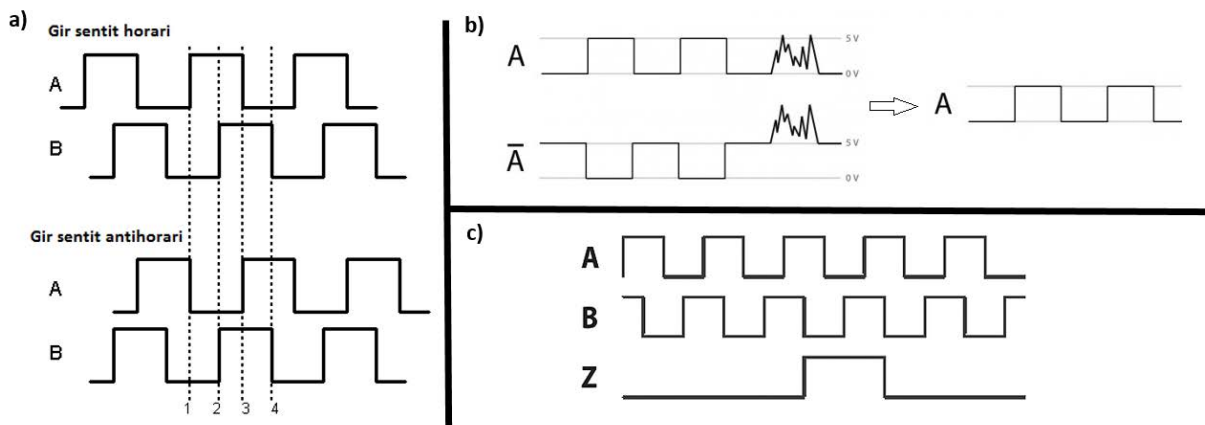 a)
Gir sentit horari
A
B
Gir sentit antihorari
A
B
1 2 3 4
b)
A
5 V
0 V
A̅
5 V
0 V
A
c)
A
B
Z